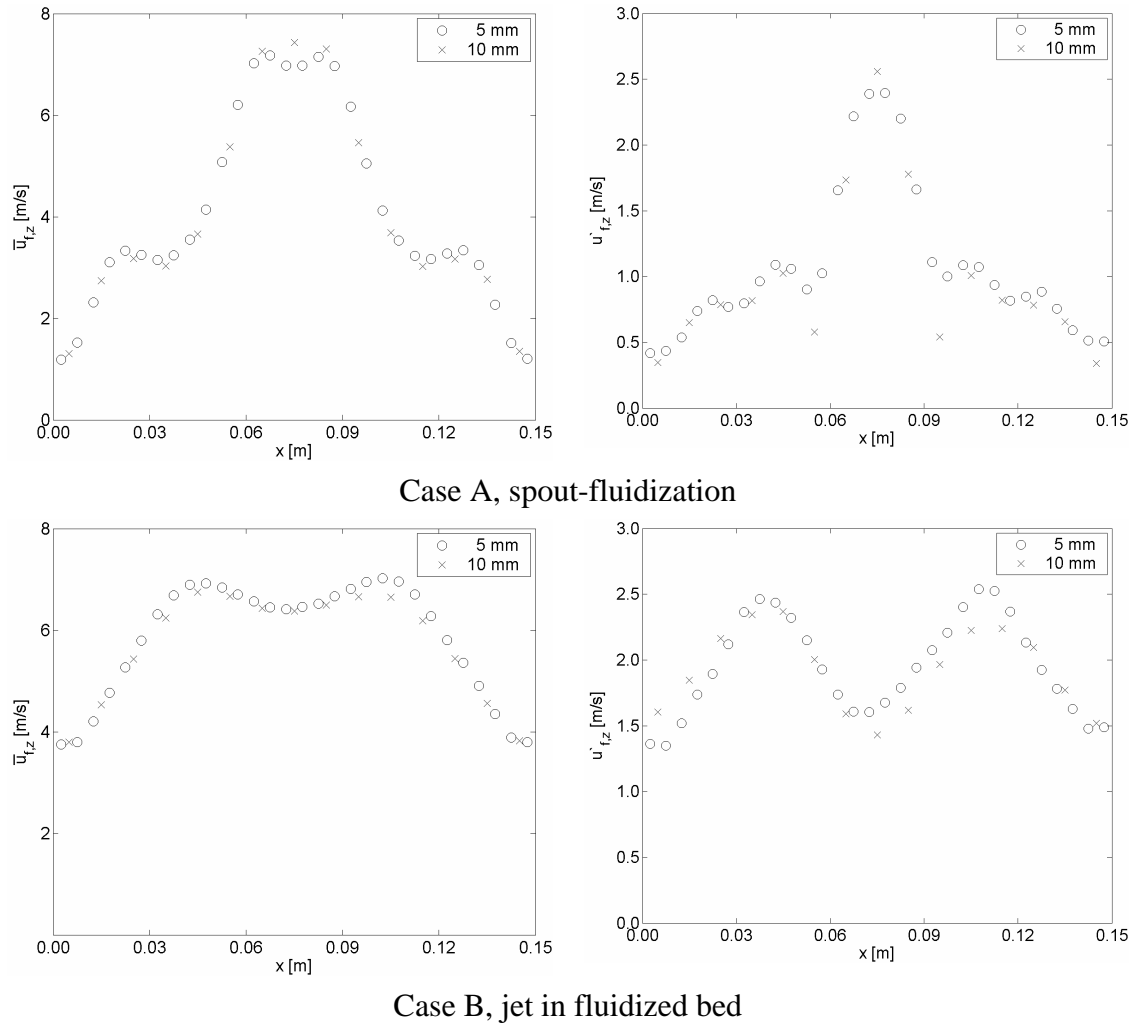 8
6
4
2
0
0.00 0.03 0.06 0.09 0.12 0.15
x [m]
u̅f,z [m/s]
○ 5 mm
× 10 mm
3.0
2.5
2.0
1.5
1.0
0.5
0.0
0.00 0.03 0.06 0.09 0.12 0.15
x [m]
u`f,z [m/s]
○ 5 mm
× 10 mm
Case A, spout-fluidization
8
6
4
2
0.00 0.03 0.06 0.09 0.12 0.15
x [m]
u̅f,z [m/s]
○ 5 mm
× 10 mm
3.0
2.5
2.0
1.5
1.0
0.5
0.0
0.00 0.03 0.06 0.09 0.12 0.15
x [m]
u`f,z [m/s]
○ 5 mm
× 10 mm
Case B, jet in fluidized bed